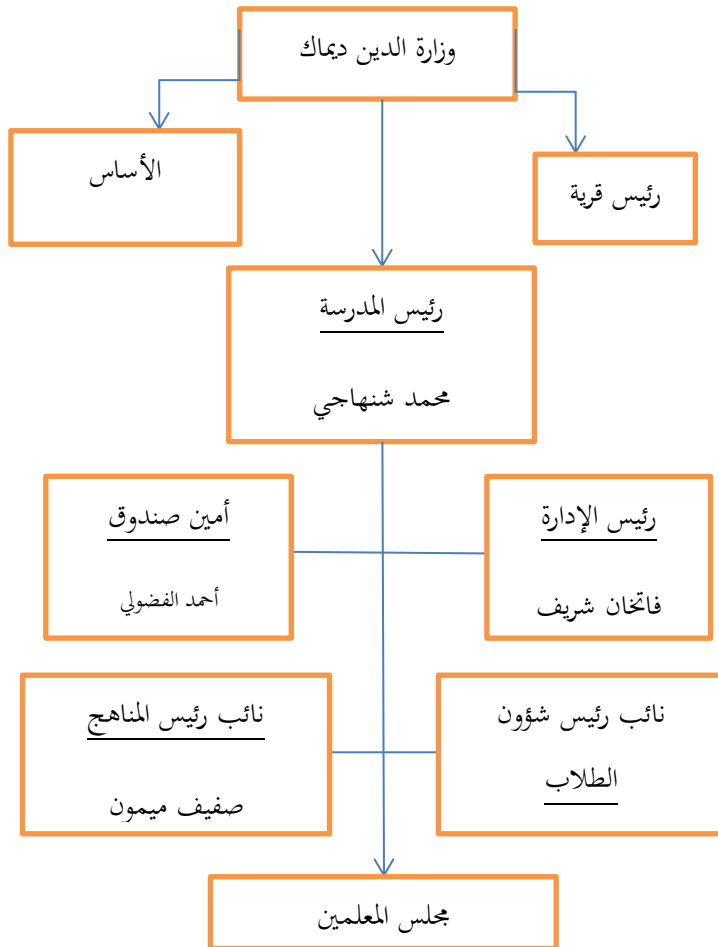 وزارة الدين ديماك
رئيس قرية
الأساس
رئيس المدرسة
محمد شنهاجي
رئيس الإدارة
فاتخان شريف
أمين صندوق
أحمد الفضولي
نائب رئيس شؤون
الطلاب
نائب رئيس المناهج
صفيف ميمون
مجلس المعلمين